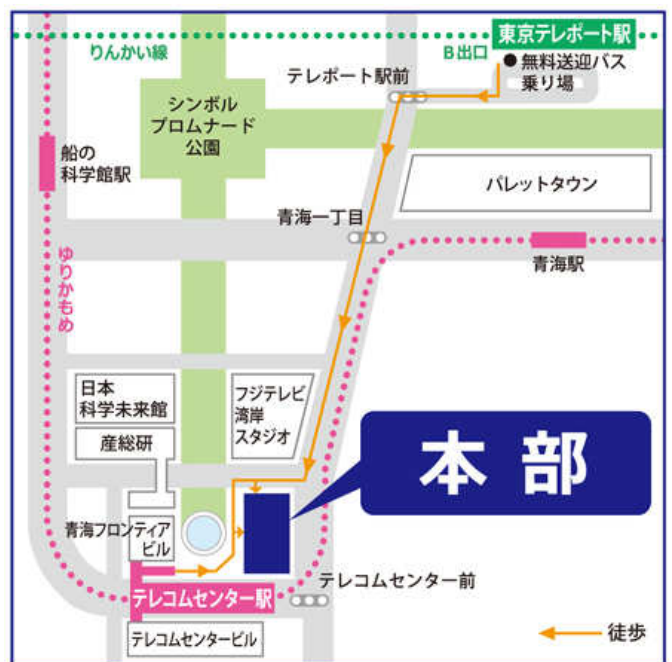 東京テレポート駅
りんかい線
B出口
無料送迎バス
乗り場
テレポート駅前
シンボル
プロムナード
公園
船の
科学館駅
パレットタウン
青海一丁目
青海駅
ゆりかもめ
日本
科学未来館
フジテレビ
湾岸
スタジオ
産総研
本部
青海フロンティア
ビル
テレコムセンター前
テレコムセンター駅
テレコムセンタービル
徒歩